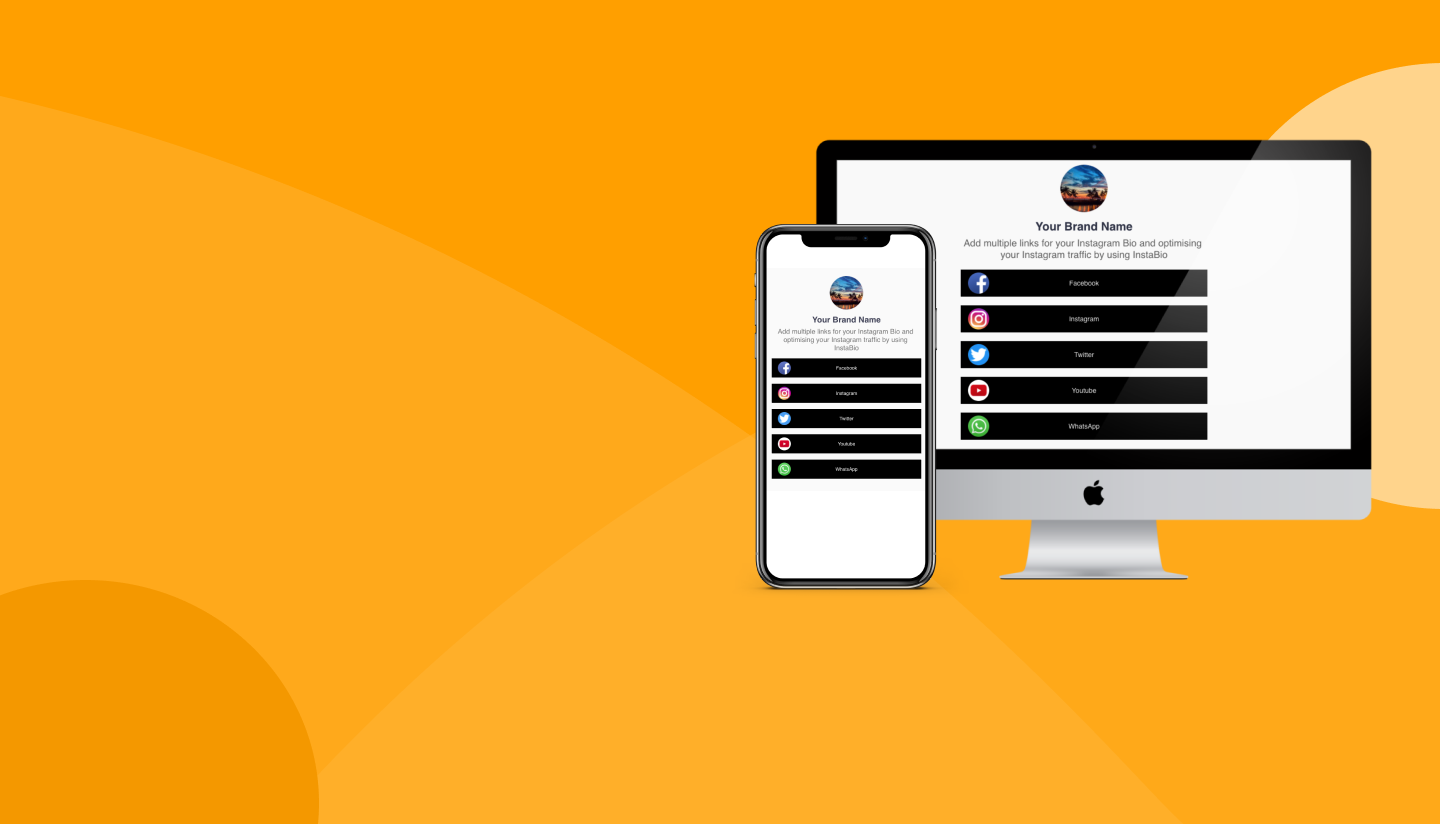 Your Brand Name
Add multiple links for your Instagram Bio and optimising
your Instagram traffic by using InstaBio
Facebook
Instagram
Twitter
Youtube
WhatsApp
Your Brand Name
Add multiple links for your Instagram Bio and
optimising your Instagram traffic by using
InstaBio
Facebook
Instagram
Twitter
Youtube
WhatsApp